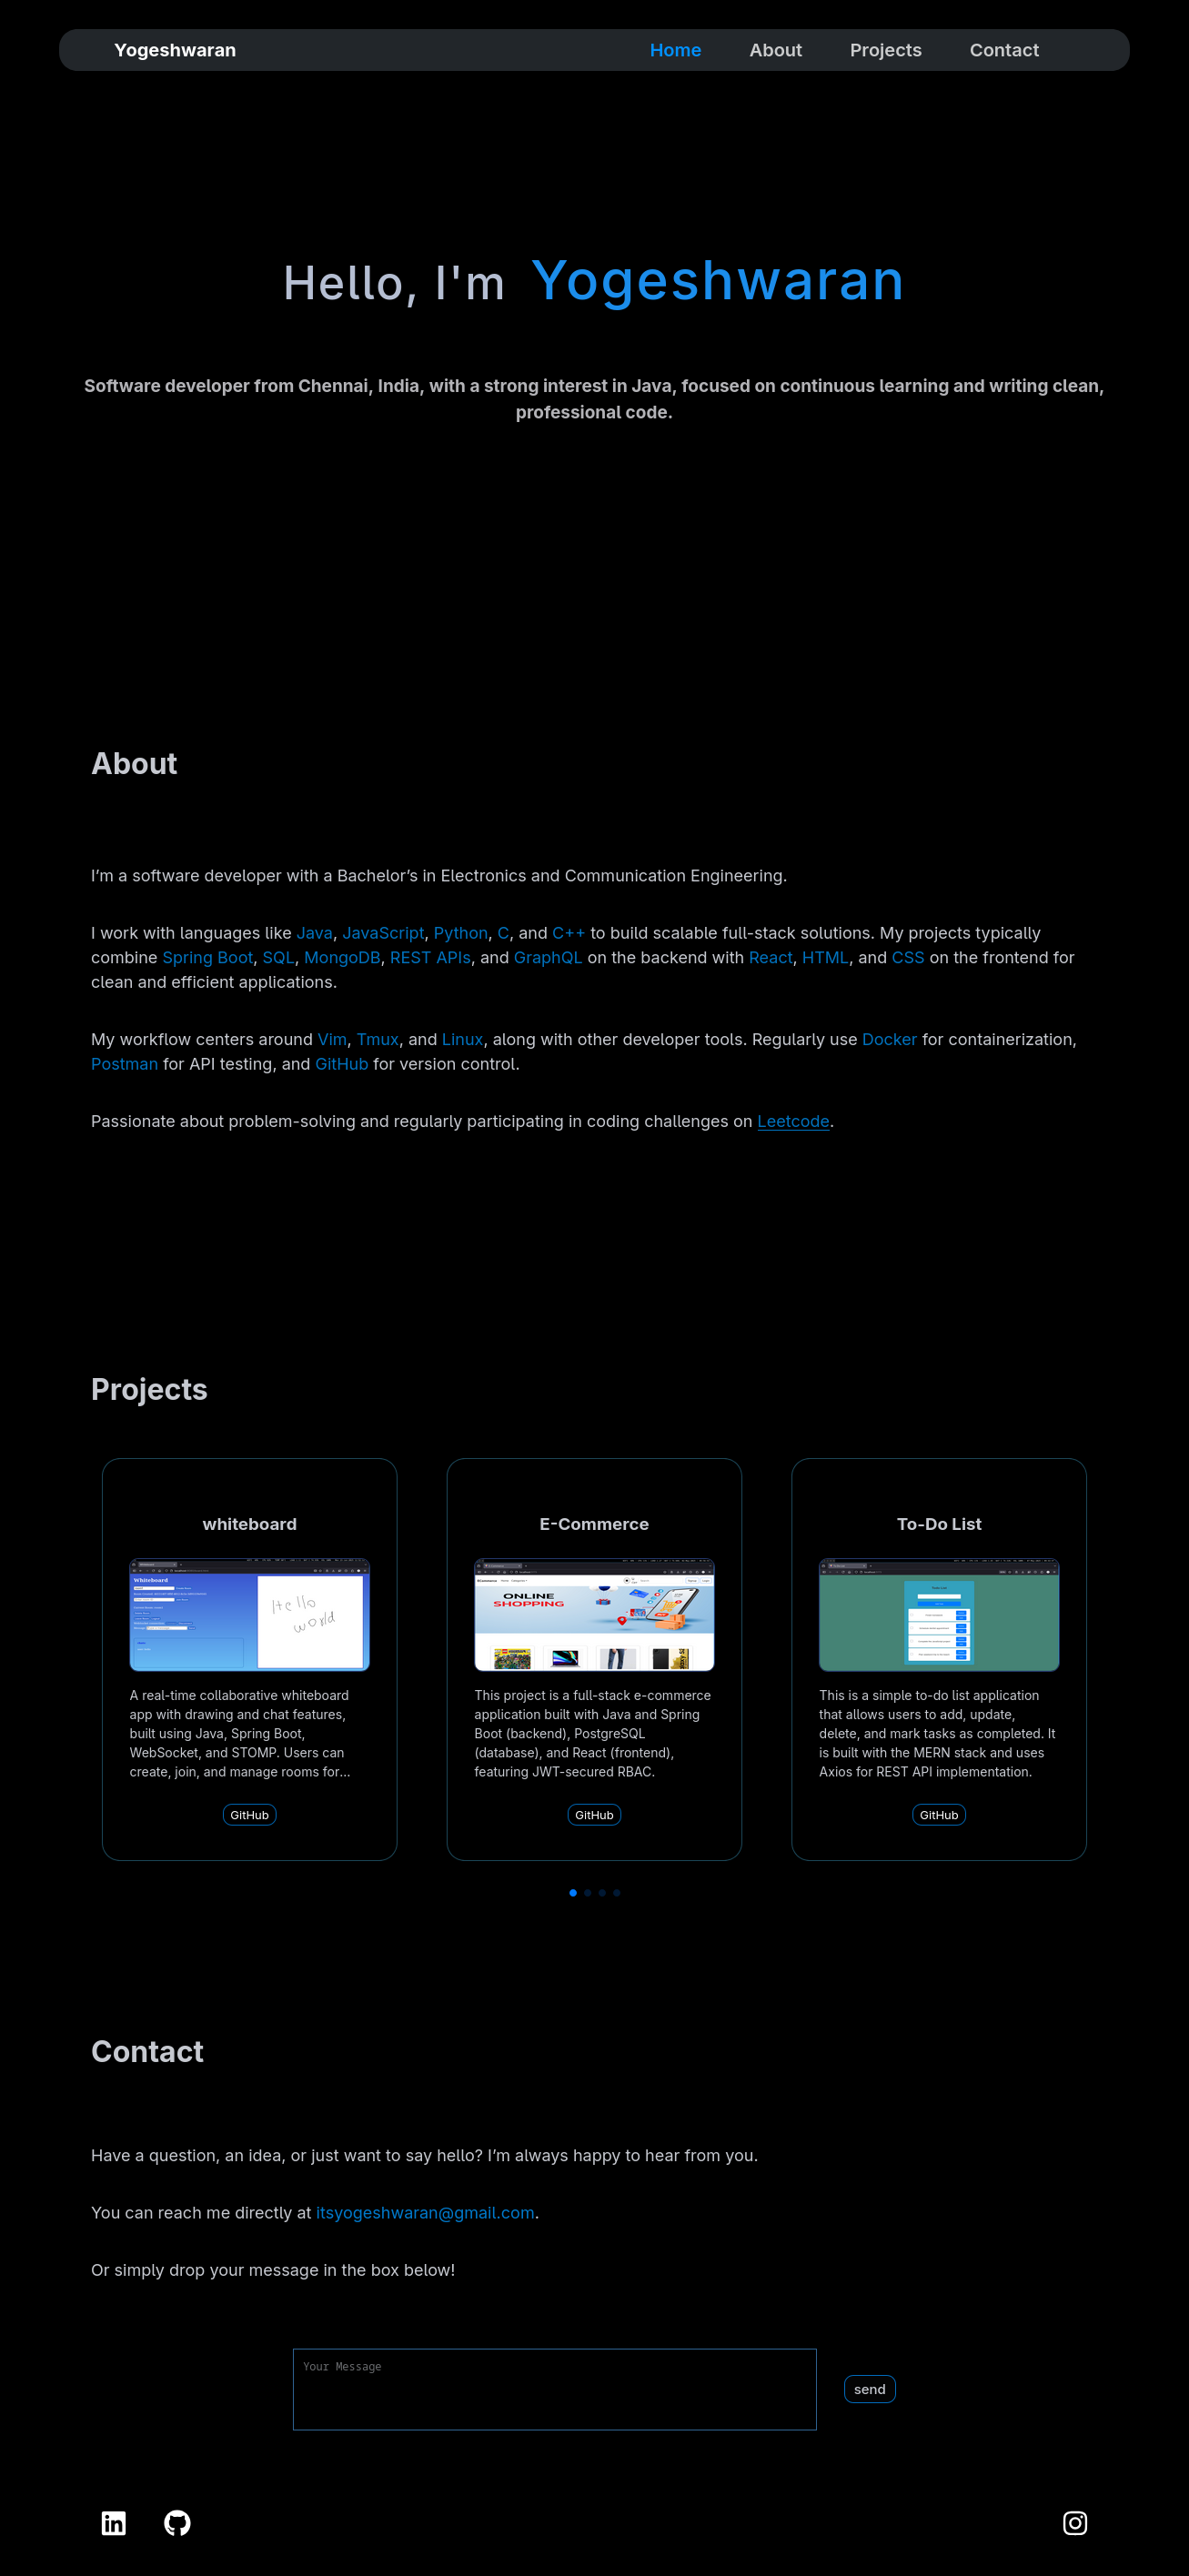 Yogeshwaran Home About Projects Contact
Hello, I'm Yogeshwaran
Software developer from Chennai, India, with a strong interest in Java, focused on continuous learning and writing clean,
professional code.
About
I’m a software developer with a Bachelor’s in Electronics and Communication Engineering.
I work with languages like Java, JavaScript, Python, C, and C++ to build scalable full-stack solutions. My projects typically
combine Spring Boot, SQL, MongoDB, REST APIs, and GraphQL on the backend with React, HTML, and CSS on the frontend for
clean and efficient applications.
My workflow centers around Vim, Tmux, and Linux, along with other developer tools. Regularly use Docker for containerization,
Postman for API testing, and GitHub for version control.
Passionate about problem-solving and regularly participating in coding challenges on Leetcode.
Projects
whiteboard
Whiteboard
Hello
world
A real-time collaborative whiteboard
app with drawing and chat features,
built using Java, Spring Boot,
WebSocket, and STOMP. Users can
create, join, and manage rooms for...
GitHub
E-Commerce
ONLINE
SHOPPING
This project is a full-stack e-commerce
application built with Java and Spring
Boot (backend), PostgreSQL
(database), and React (frontend),
featuring JWT-secured RBAC.
GitHub
To-Do List
This is a simple to-do list application
that allows users to add, update,
delete, and mark tasks as completed. It
is built with the MERN stack and uses
Axios for REST API implementation.
GitHub
Contact
Have a question, an idea, or just want to say hello? I’m always happy to hear from you.
You can reach me directly at itsyogeshwaran@gmail.com.
Or simply drop your message in the box below!
Your Message
send